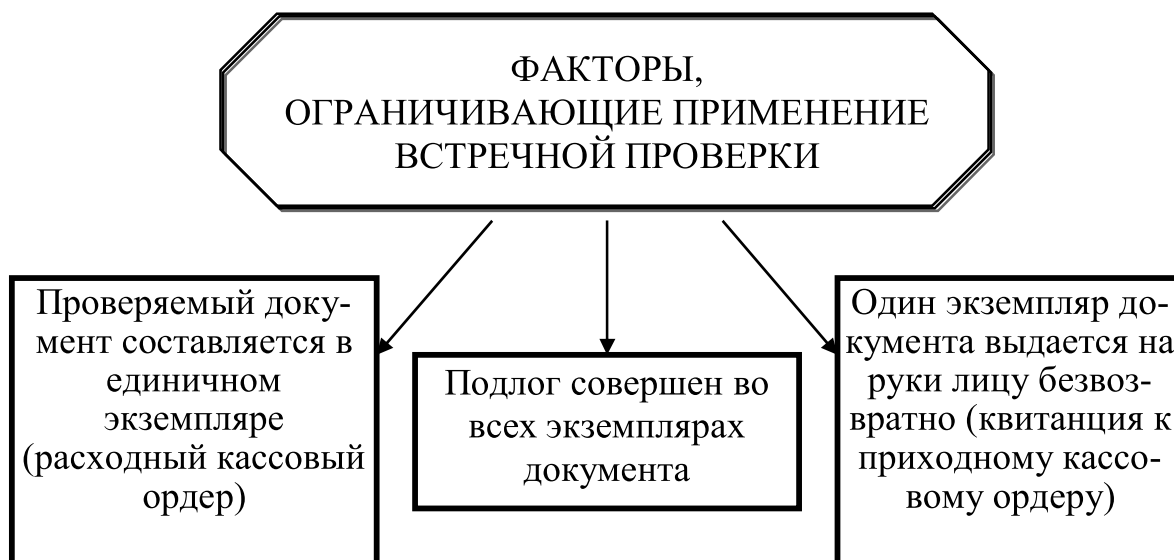 ФАКТОРЫ,
ОГРАНИЧИВАЮЩИЕ ПРИМЕНЕНИЕ
ВСТРЕЧНОЙ ПРОВЕРКИ
Проверяемый доку-
мент составляется в
единичном
экземпляре
(расходный кассовый
ордер)
Подлог совершен во
всех экземплярах
документа
Один экземпляр до-
кумента выдается на
руки лицу безвоз-
вратно (квитанция к
приходному кассо-
вому ордеру)